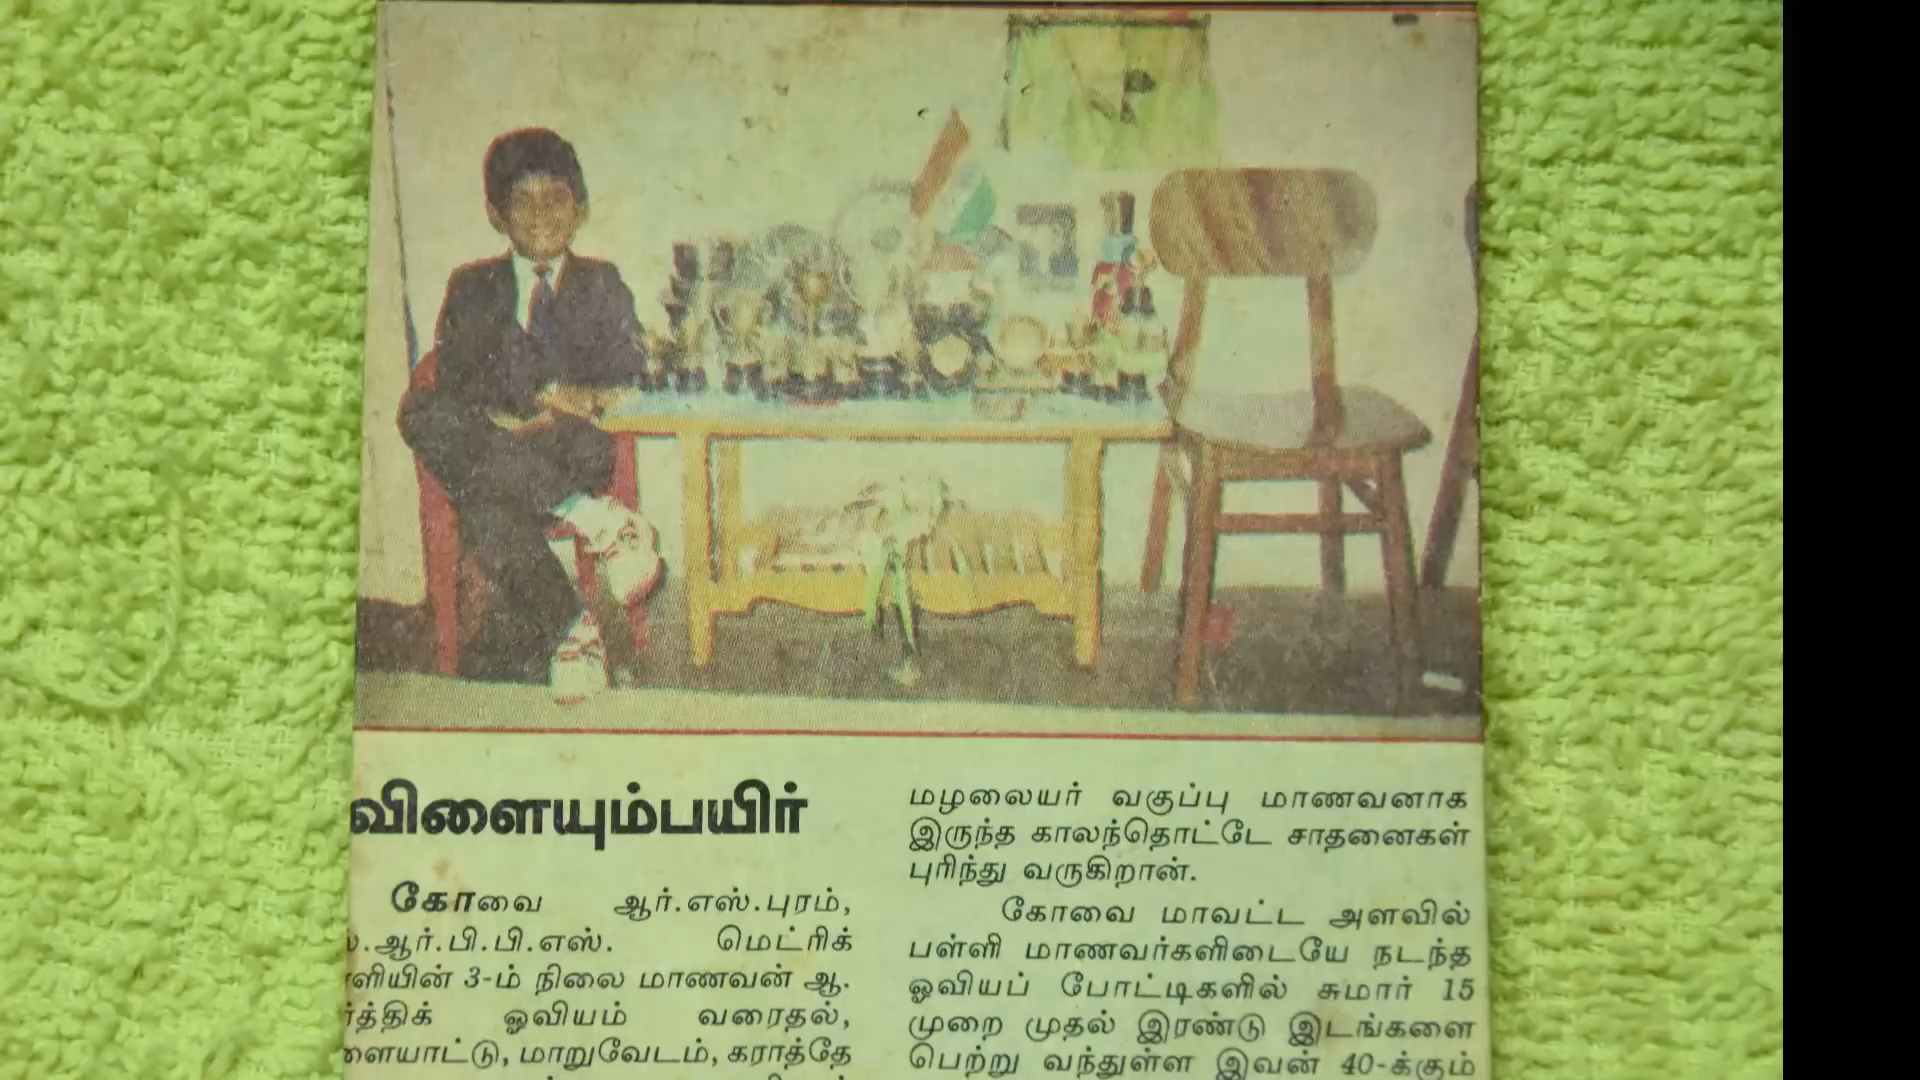 விளையும்பயிர்
கோவை ஆர்.எஸ்.புரம்,
.ஆர்.பி.பி.எஸ். மெட்ரிக்
ளியின் 3-ம் நிலை மாணவன் ஆ.
ர்த்திக் ஓவியம் வரைதல்,
ளையாட்டு, மாறுவேடம், கராத்தே
மழலையர் வகுப்பு மாணவனாக
இருந்த காலந்தொட்டே சாதனைகள்
புரிந்து வருகிறான்.
கோவை மாவட்ட அளவில்
பள்ளி மாணவர்களிடையே நடந்த
ஓவியப் போட்டிகளில் சுமார் 15
முறை முதல் இரண்டு இடங்களை
பெற்று வந்துள்ள இவன் 40-க்கும்